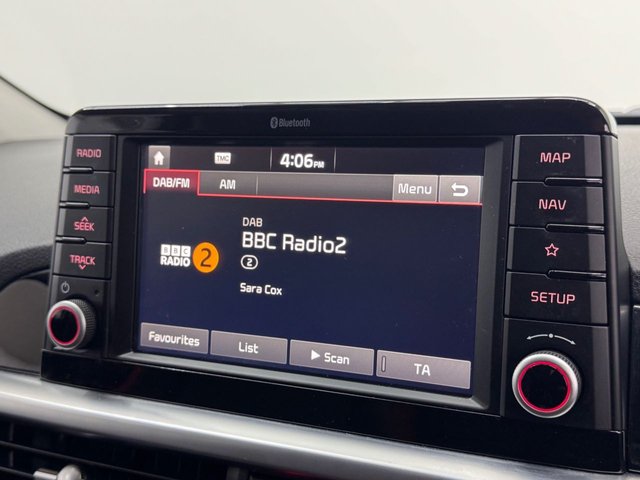 Bluetooth
RADIO
MEDIA
SEEK
TRACK
TMC
4:06PM
DAB/FM AM Menu
DAB
BBC Radio2
2
BBC
RADIO 2
Sara Cox
Favourites List Scan TA
MAP
NAV
SETUP